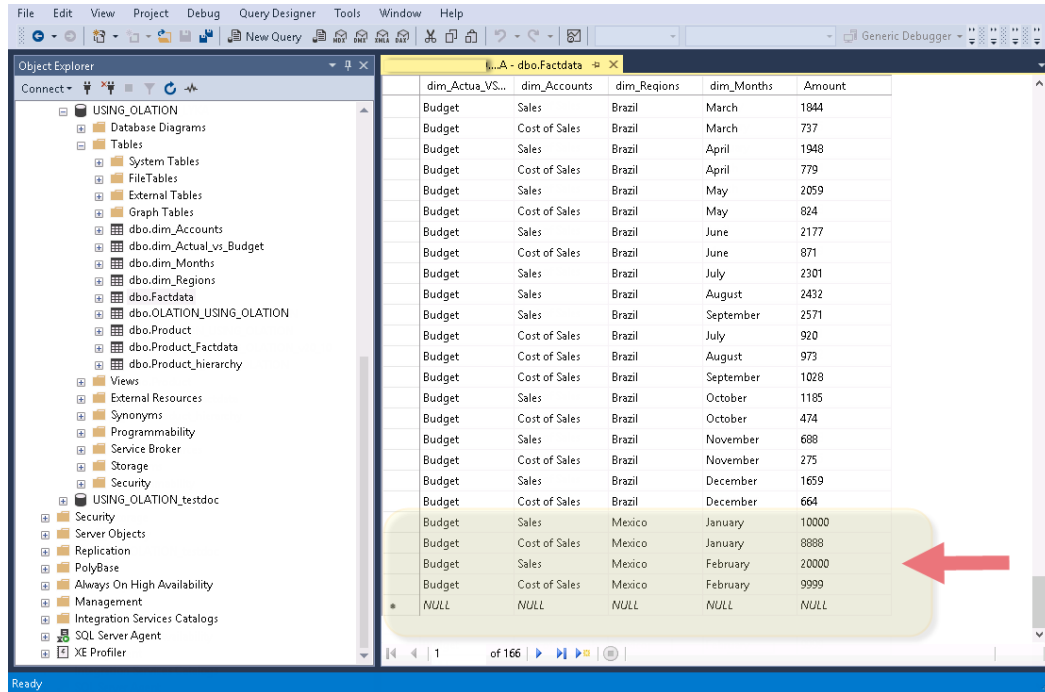 File Edit View Project Debug Query Designer Tools Window Help
New Query MDX DMX XMLA DAX Generic Debugger
Object Explorer
...A - dbo.Factdata
Connect
USING_OLATION
Database Diagrams
Tables
System Tables
FileTables
External Tables
Graph Tables
dbo.dim_Accounts
dbo.dim_Actual_vs_Budget
dbo.dim_Months
dbo.dim_Regions
dbo.Factdata
dbo.OLATION_USING_OLATION
dbo.Product
dbo.Product_Factdata
dbo.Product_hierarchy
Views
External Resources
Synonyms
Programmability
Service Broker
Storage
Security
USING_OLATION_testdoc
Security
Server Objects
Replication
PolyBase
Always On High Availability
Management
Integration Services Catalogs
SQL Server Agent
XE Profiler
dim_Actua_VS... dim_Accounts dim_Regions dim_Months Amount
Budget Sales Brazil March 1844
Budget Cost of Sales Brazil March 737
Budget Sales Brazil April 1948
Budget Cost of Sales Brazil April 779
Budget Sales Brazil May 2059
Budget Cost of Sales Brazil May 824
Budget Sales Brazil June 2177
Budget Cost of Sales Brazil June 871
Budget Sales Brazil July 2301
Budget Sales Brazil August 2432
Budget Sales Brazil September 2571
Budget Cost of Sales Brazil July 920
Budget Cost of Sales Brazil August 973
Budget Cost of Sales Brazil September 1028
Budget Sales Brazil October 1185
Budget Cost of Sales Brazil October 474
Budget Sales Brazil November 688
Budget Cost of Sales Brazil November 275
Budget Sales Brazil December 1659
Budget Cost of Sales Brazil December 664
Budget Sales Mexico January 10000
Budget Cost of Sales Mexico January 8888
Budget Sales Mexico February 20000
Budget Cost of Sales Mexico February 9999
NULL NULL NULL NULL NULL
1 of 166
Ready